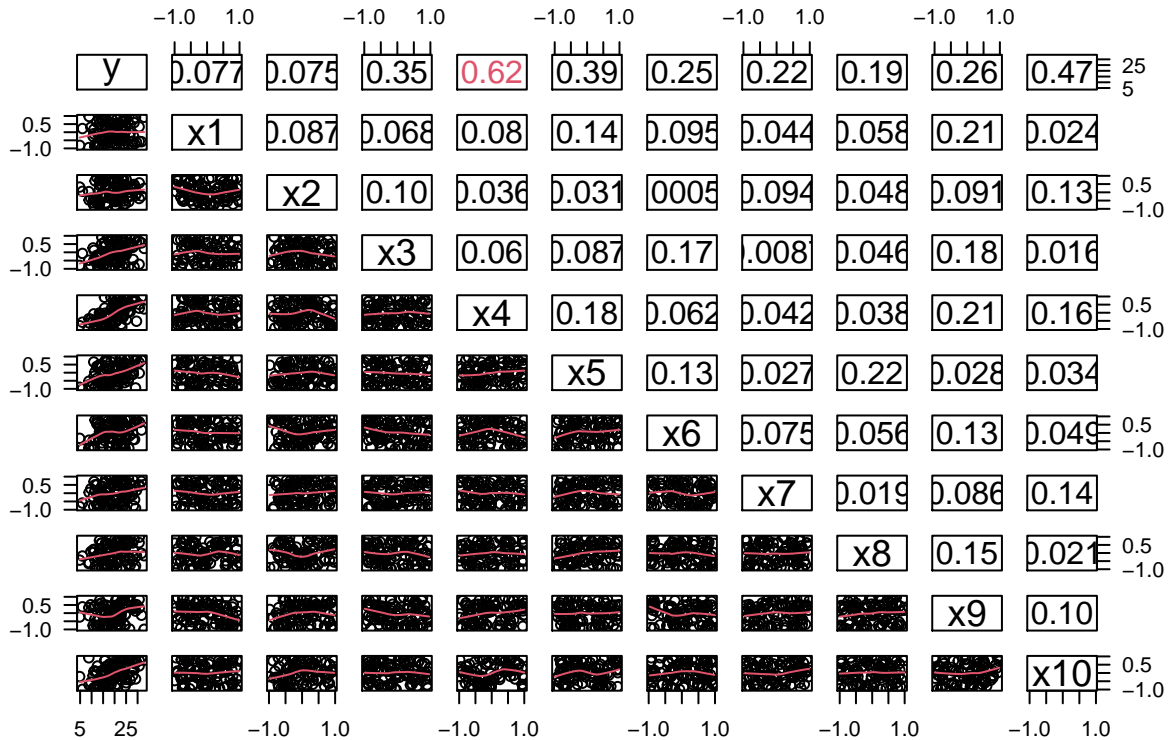 −1.0 1.0 −1.0 1.0 −1.0 1.0 −1.0 1.0 −1.0 1.0
y 0.077 0.075 0.35 0.62 0.39 0.25 0.22 0.19 0.26 0.47 5 25
−1.0 0.5 x1 0.087 0.068 0.08 0.14 0.095 0.044 0.058 0.21 0.024
x2 0.10 0.036 0.031 0005 0.094 0.048 0.091 0.13 −1.0 0.5
−1.0 0.5 x3 0.06 0.087 0.17 .008 0.046 0.18 0.016
x4 0.18 0.062 0.042 0.038 0.21 0.16 −1.0 0.5
−1.0 0.5 x5 0.13 0.027 0.22 0.028 0.034
x6 0.075 0.056 0.13 0.049 −1.0 0.5
−1.0 0.5 x7 0.019 0.086 0.14
x8 0.15 0.021 −1.0 0.5
−1.0 0.5 x9 0.10
x10 −1.0 0.5
5 25 −1.0 1.0 −1.0 1.0 −1.0 1.0 −1.0 1.0 −1.0 1.0